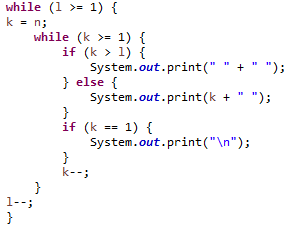 while (l >= 1) {
k = n;
    while (k >= 1) {
        if (k > l) {
            System.out.print(" " + " ");
        } else {
            System.out.print(k + " ");
        }
        if (k == 1) {
            System.out.print("\n");
        }
        k--;
    }
l--;
}